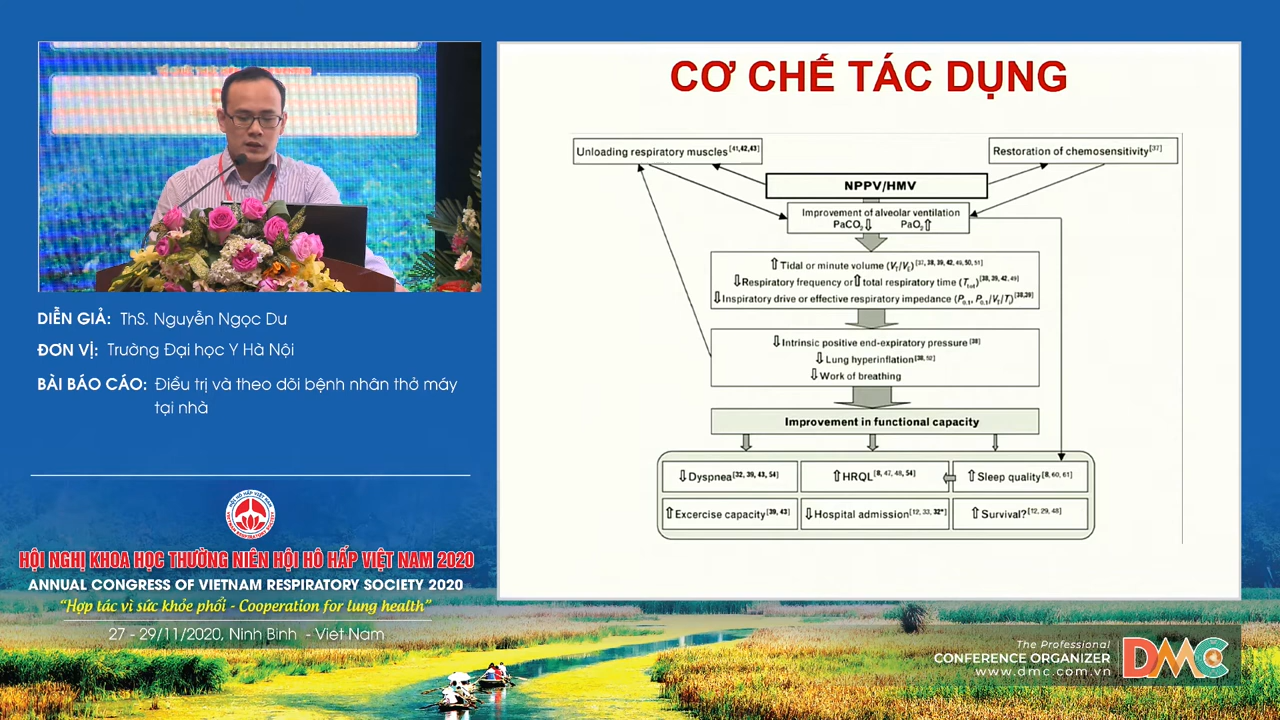 CƠ CHẾ TÁC DỤNG
Unloading respiratory muscles[41,42,43]
Restoration of chemosensitivity[37]
NPPV/HMV
Improvement of alveolar ventilation
PaCO2⇩ PaO2⇧
⇧Tidal or minute volume (VT/VE)[37, 38, 39, 42, 49, 50, 51]
⇩Respiratory frequency or⇧total respiratory time (Ttot)[38, 39, 42, 49]
⇩Inspiratory drive or effective respiratory impedance (P0.1, P0.1/VT/Ti)[38,39]
⇩Intrinsic positive end-expiratory pressure[38]
⇩Lung hyperinflation[38, 52]
⇩Work of breathing
Improvement in functional capacity
⇩Dyspnea[32, 39, 43, 54]
⇧HRQL[8, 47, 48, 54]
⇧Sleep quality[8, 60, 61]
⇧Excercise capacity[39, 43]
⇩Hospital admission[12, 33, 32*]
⇧Survival?[12, 29, 48]
DIỄN GIẢ: ThS. Nguyễn Ngọc Dư
ĐƠN VỊ: Trường Đại học Y Hà Nội
BÀI BÁO CÁO: Điều trị và theo dõi bệnh nhân thở máy
tại nhà
HỘI NGHỊ KHOA HỌC THƯỜNG NIÊN HỘI HÔ HẤP VIỆT NAM 2020
ANNUAL CONGRESS OF VIETNAM RESPIRATORY SOCIETY 2020
“Hợp tác vì sức khỏe phổi - Cooperation for lung health”
27 - 29/11/2020, Ninh Binh - Viet Nam
The Professional
CONFERENCE ORGANIZER
www.dmc.com.vn
DMC